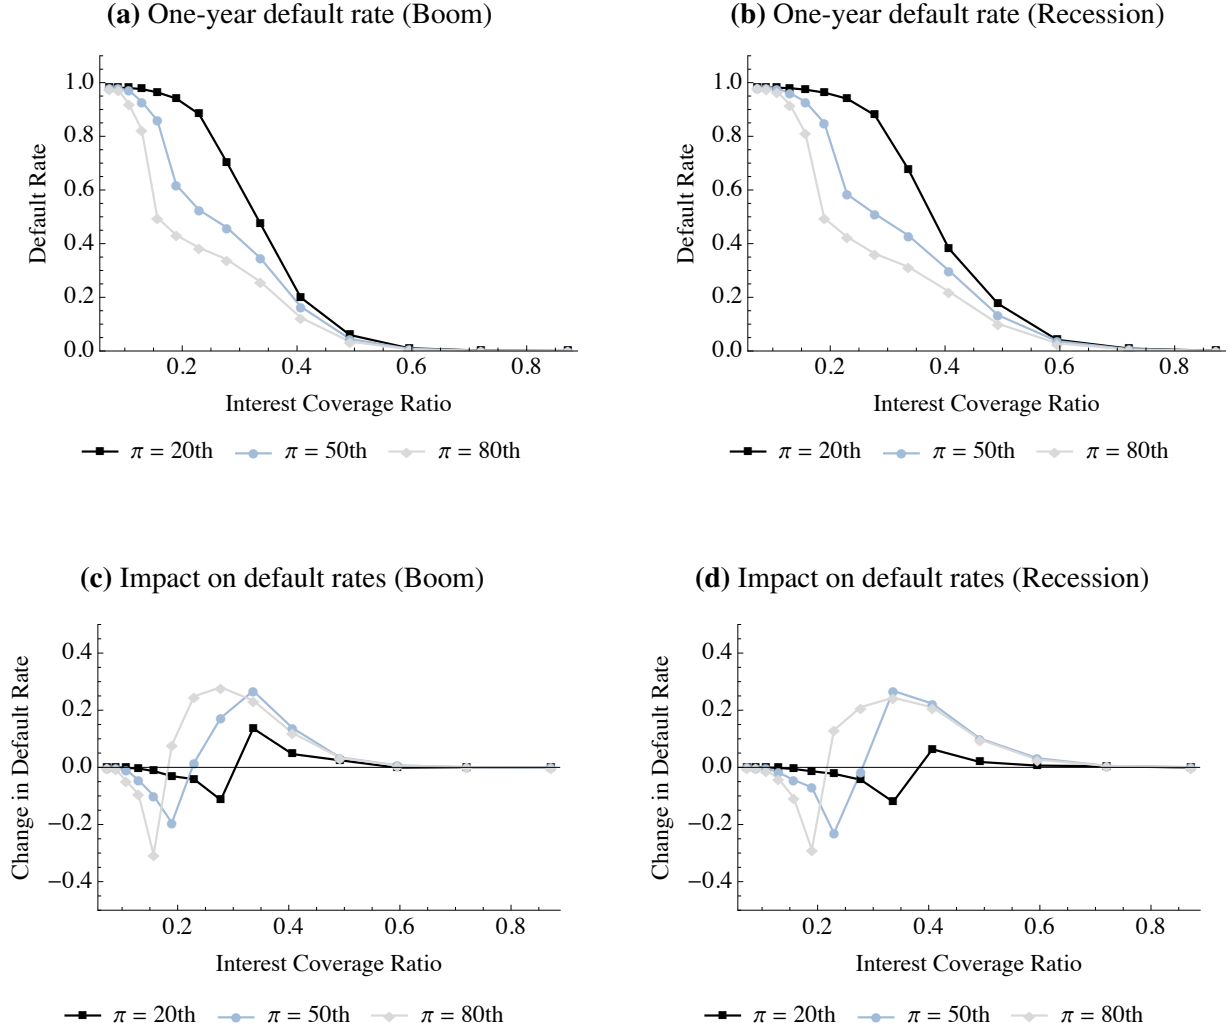 (a) One-year default rate (Boom)
1.0
0.8
0.6
0.4
0.2
0.0
Default Rate
0.2 0.4 0.6 0.8
Interest Coverage Ratio
π = 20th π = 50th π = 80th
(b) One-year default rate (Recession)
1.0
0.8
0.6
0.4
0.2
0.0
Default Rate
0.2 0.4 0.6 0.8
Interest Coverage Ratio
π = 20th π = 50th π = 80th
(c) Impact on default rates (Boom)
0.4
0.2
0.0
−0.2
−0.4
Change in Default Rate
0.2 0.4 0.6 0.8
Interest Coverage Ratio
π = 20th π = 50th π = 80th
(d) Impact on default rates (Recession)
0.4
0.2
0.0
−0.2
−0.4
Change in Default Rate
0.2 0.4 0.6 0.8
Interest Coverage Ratio
π = 20th π = 50th π = 80th